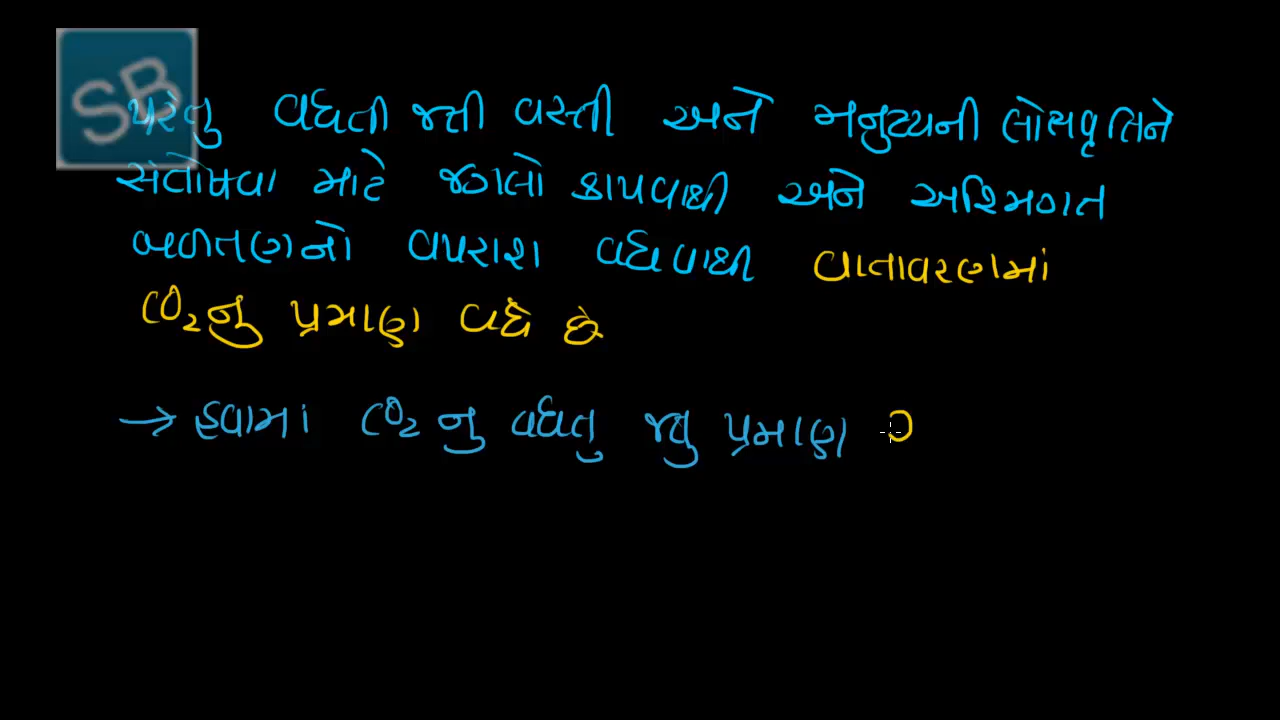 SB
પરંતુ વધતી જતી વસ્તી અને મનુષ્યની લોભવૃતિને
સંતોષવા માટે જંગલો કાપવાથી અને અશ્મિગત
બળતણનો વપરાશ વધવાથી વાતાવરણમાં
CO₂નુ પ્રમાણ વધે છે
→ હવામાં CO₂ નુ વધતુ જતુ પ્રમાણ